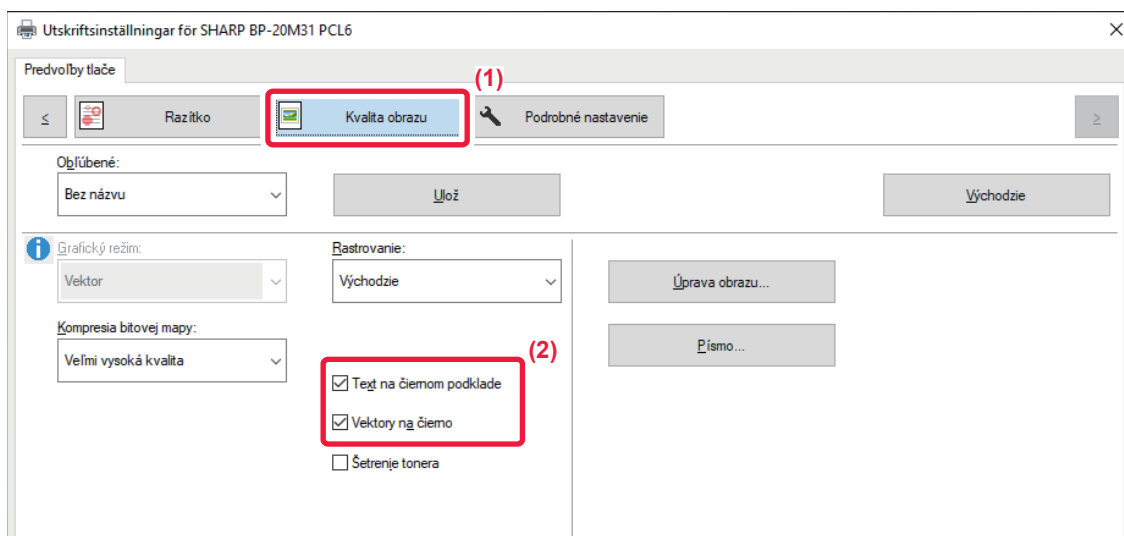 Utskriftsinställningar för SHARP BP-20M31 PCL6
Predvoľby tlače
(1)
≤ Razítko Kvalita obrazu Podrobné nastavenie ≥
Obľúbené:
Bez názvu Ulož Východzie
Grafický režim: Rastrovanie:
Vektor Východzie Úprava obrazu...
Kompresia bitovej mapy: Písmo...
Veľmi vysoká kvalita (2)
Text na čiernom podklade
Vektory na čierno
Šetrenie tonera